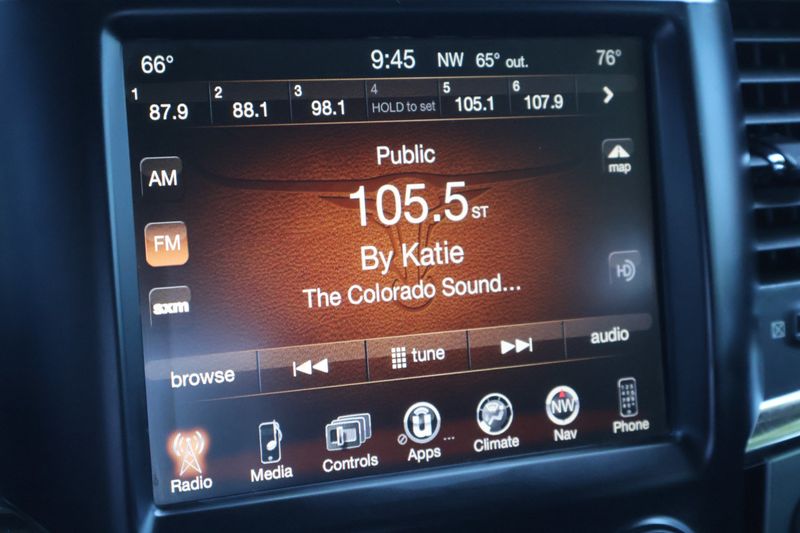 66° 9:45 NW 65° out. 76°
1 87.9 2 88.1 3 98.1 4 HOLD to set 5 105.1 6 107.9
Public
map
AM
105.5 ST
FM
By Katie
HD
sxm
The Colorado Sound...
browse tune audio
Radio Media Controls Apps Climate NW Nav Phone